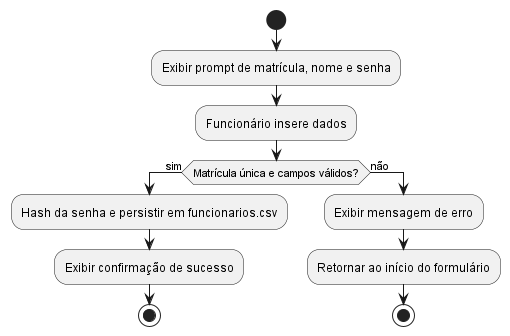 Exibir prompt de matrícula, nome e senha
Funcionário insere dados
sim
Matrícula única e campos válidos?
não
Hash da senha e persistir em funcionarios.csv
Exibir mensagem de erro
Exibir confirmação de sucesso
Retornar ao início do formulário